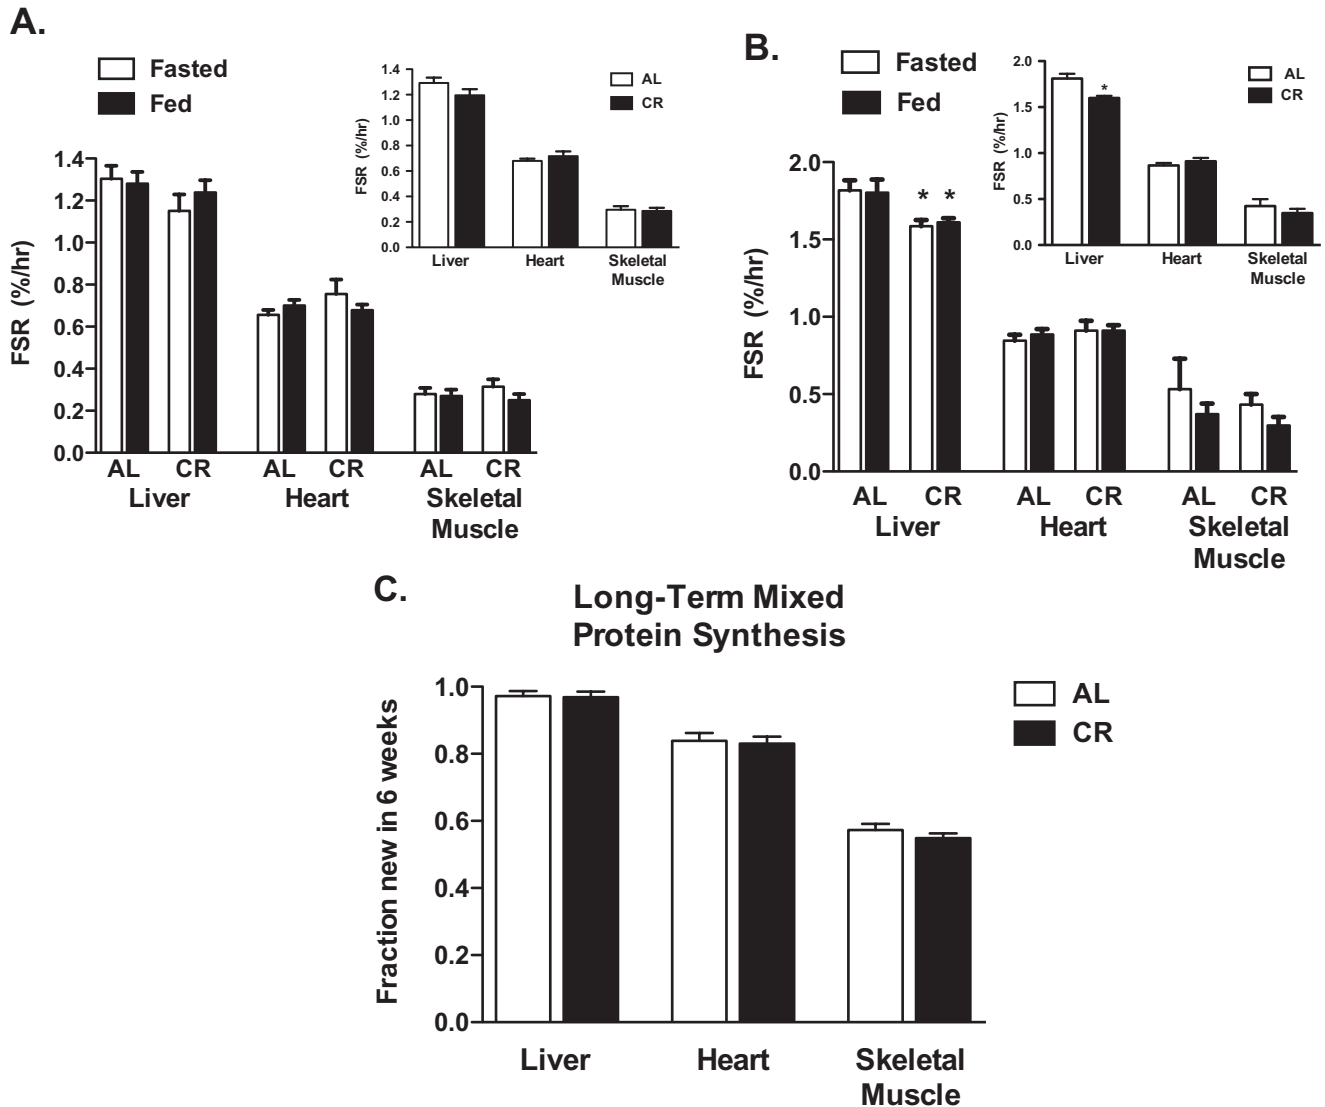 A.
Fasted
Fed
FSR (%/hr)
1.4
1.2
1.0
0.8
0.6
0.4
0.2
0.0
AL CR AL CR AL CR
Liver Heart Skeletal
Muscle
FSR (%/hr)
1.4
1.2
1.0
0.8
0.6
0.4
0.2
0.0
AL
CR
Liver Heart Skeletal
Muscle
B.
Fasted
Fed
FSR (%/hr)
2.0
1.5
1.0
0.5
0.0
* *
AL CR AL CR AL CR
Liver Heart Skeletal
Muscle
FSR (%/hr)
2.0
1.5
1.0
0.5
0.0
*
AL
CR
Liver Heart Skeletal
Muscle
C.
Long-Term Mixed
Protein Synthesis
Fraction new in 6 weeks
1.0
0.8
0.6
0.4
0.2
0.0
AL
CR
Liver Heart Skeletal
Muscle